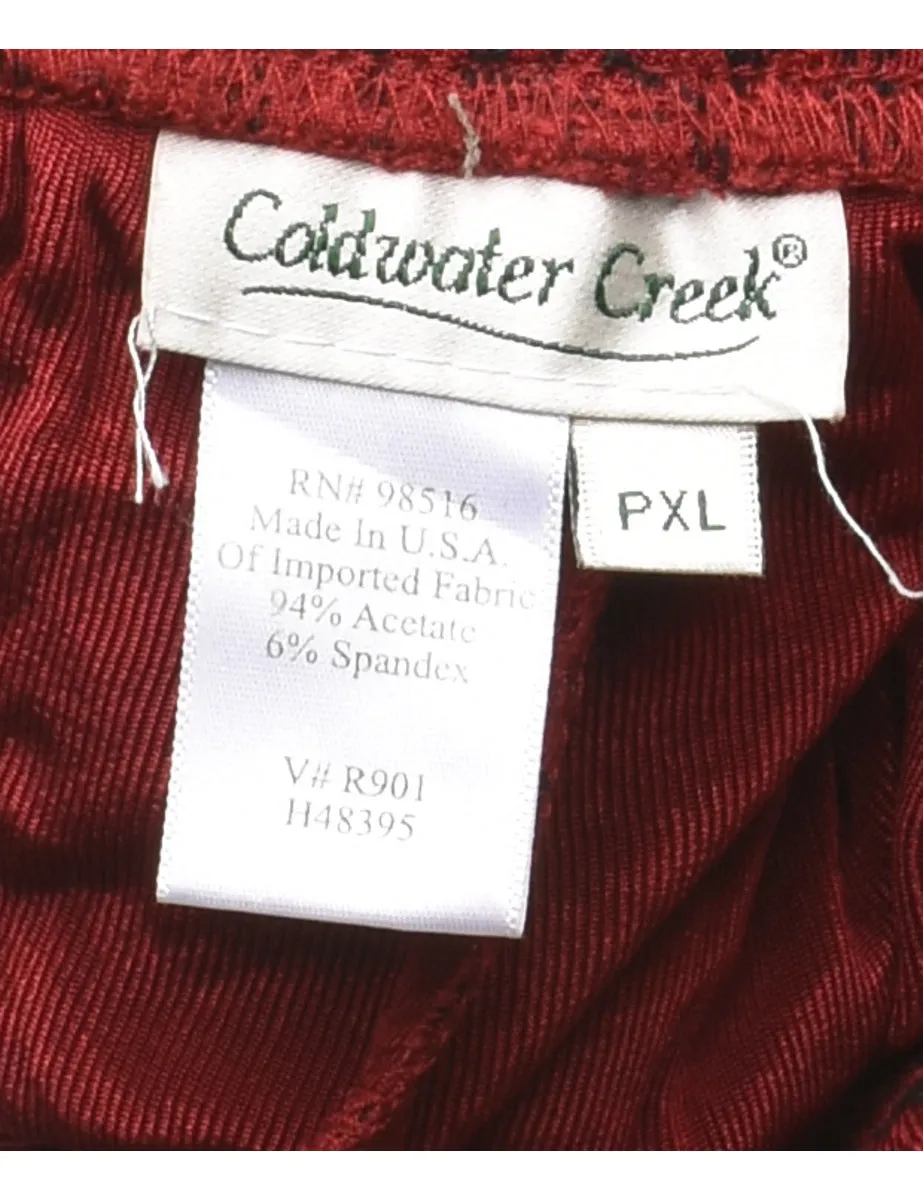 Coldwater Creek®
RN# 98516
Made In U.S.A.
Of Imported Fabric
94% Acetate
6% Spandex
V# R901
H48395
PXL